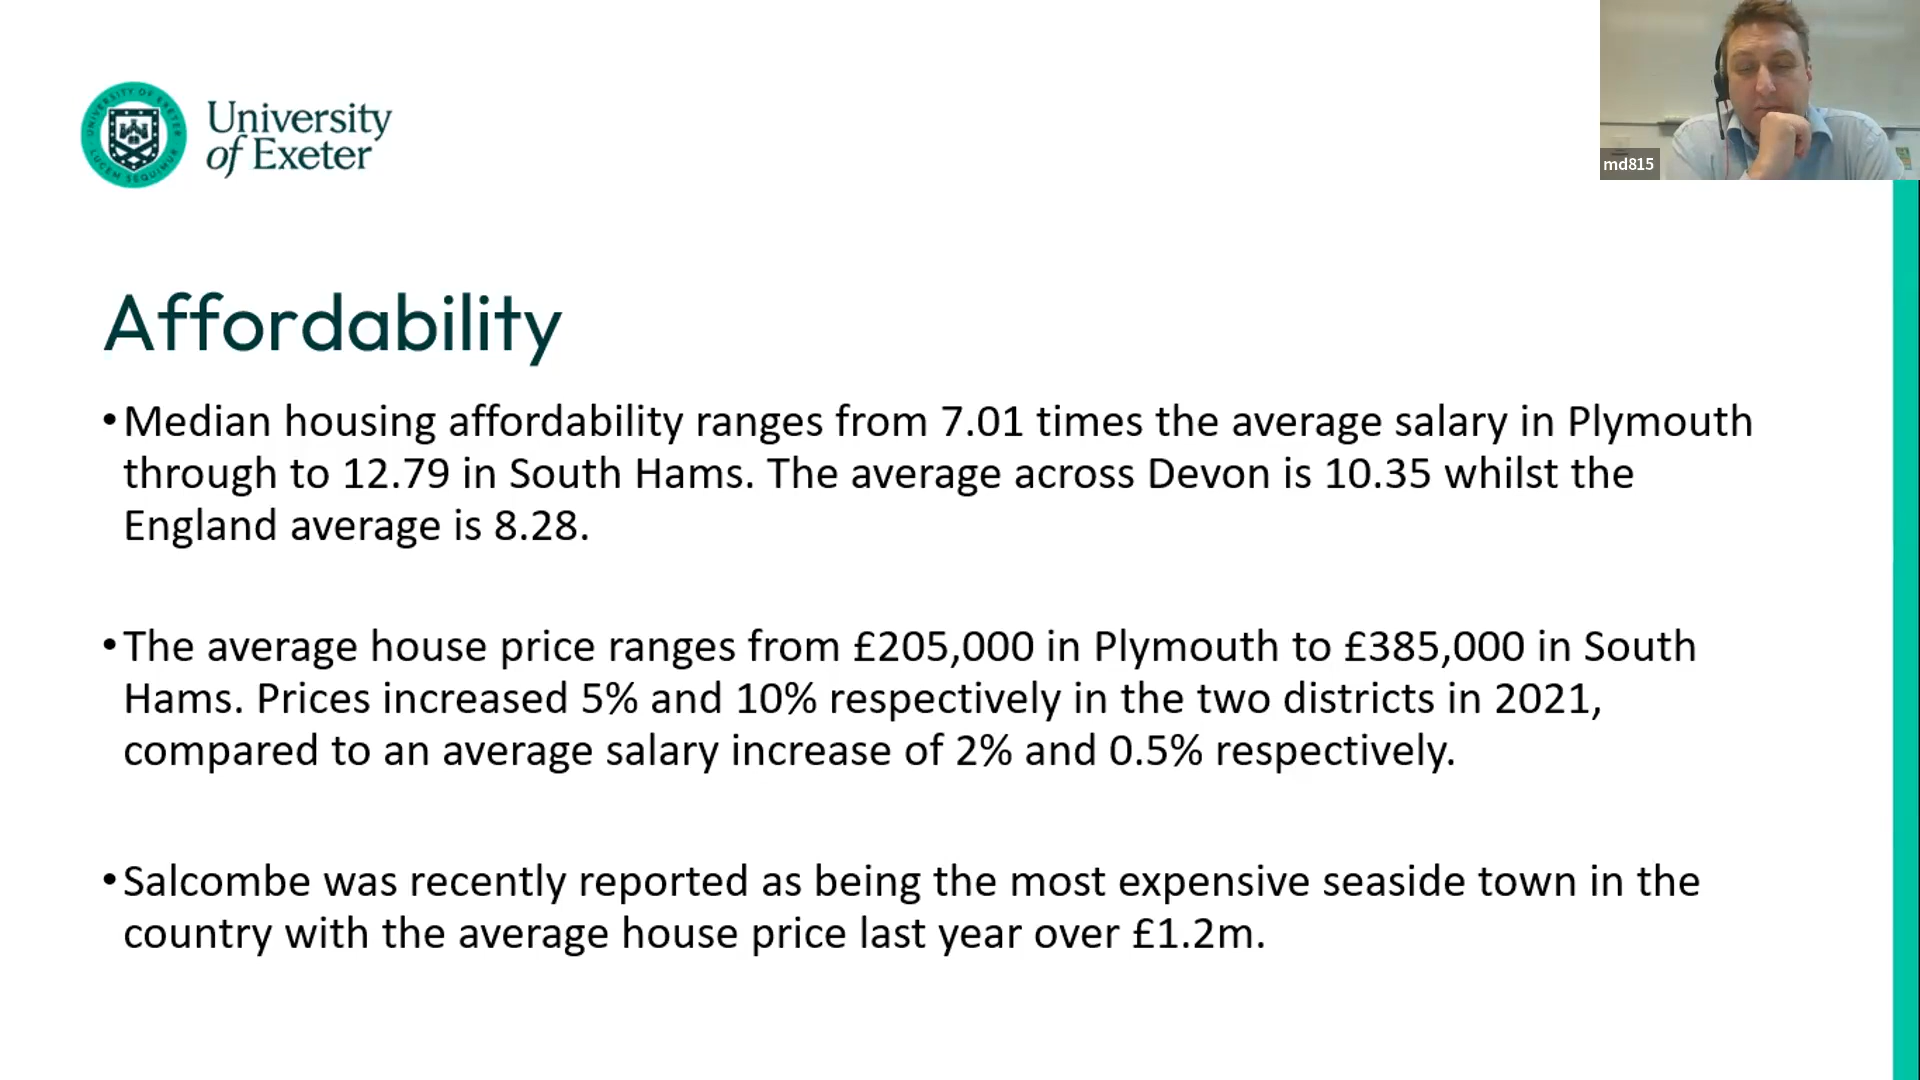 UNIVERSITY OF EXETER
LUCEM SEQUIMUR
University
of Exeter
md815
Affordability
•Median housing affordability ranges from 7.01 times the average salary in Plymouth
through to 12.79 in South Hams. The average across Devon is 10.35 whilst the
England average is 8.28.
•The average house price ranges from £205,000 in Plymouth to £385,000 in South
Hams. Prices increased 5% and 10% respectively in the two districts in 2021,
compared to an average salary increase of 2% and 0.5% respectively.
•Salcombe was recently reported as being the most expensive seaside town in the
country with the average house price last year over £1.2m.